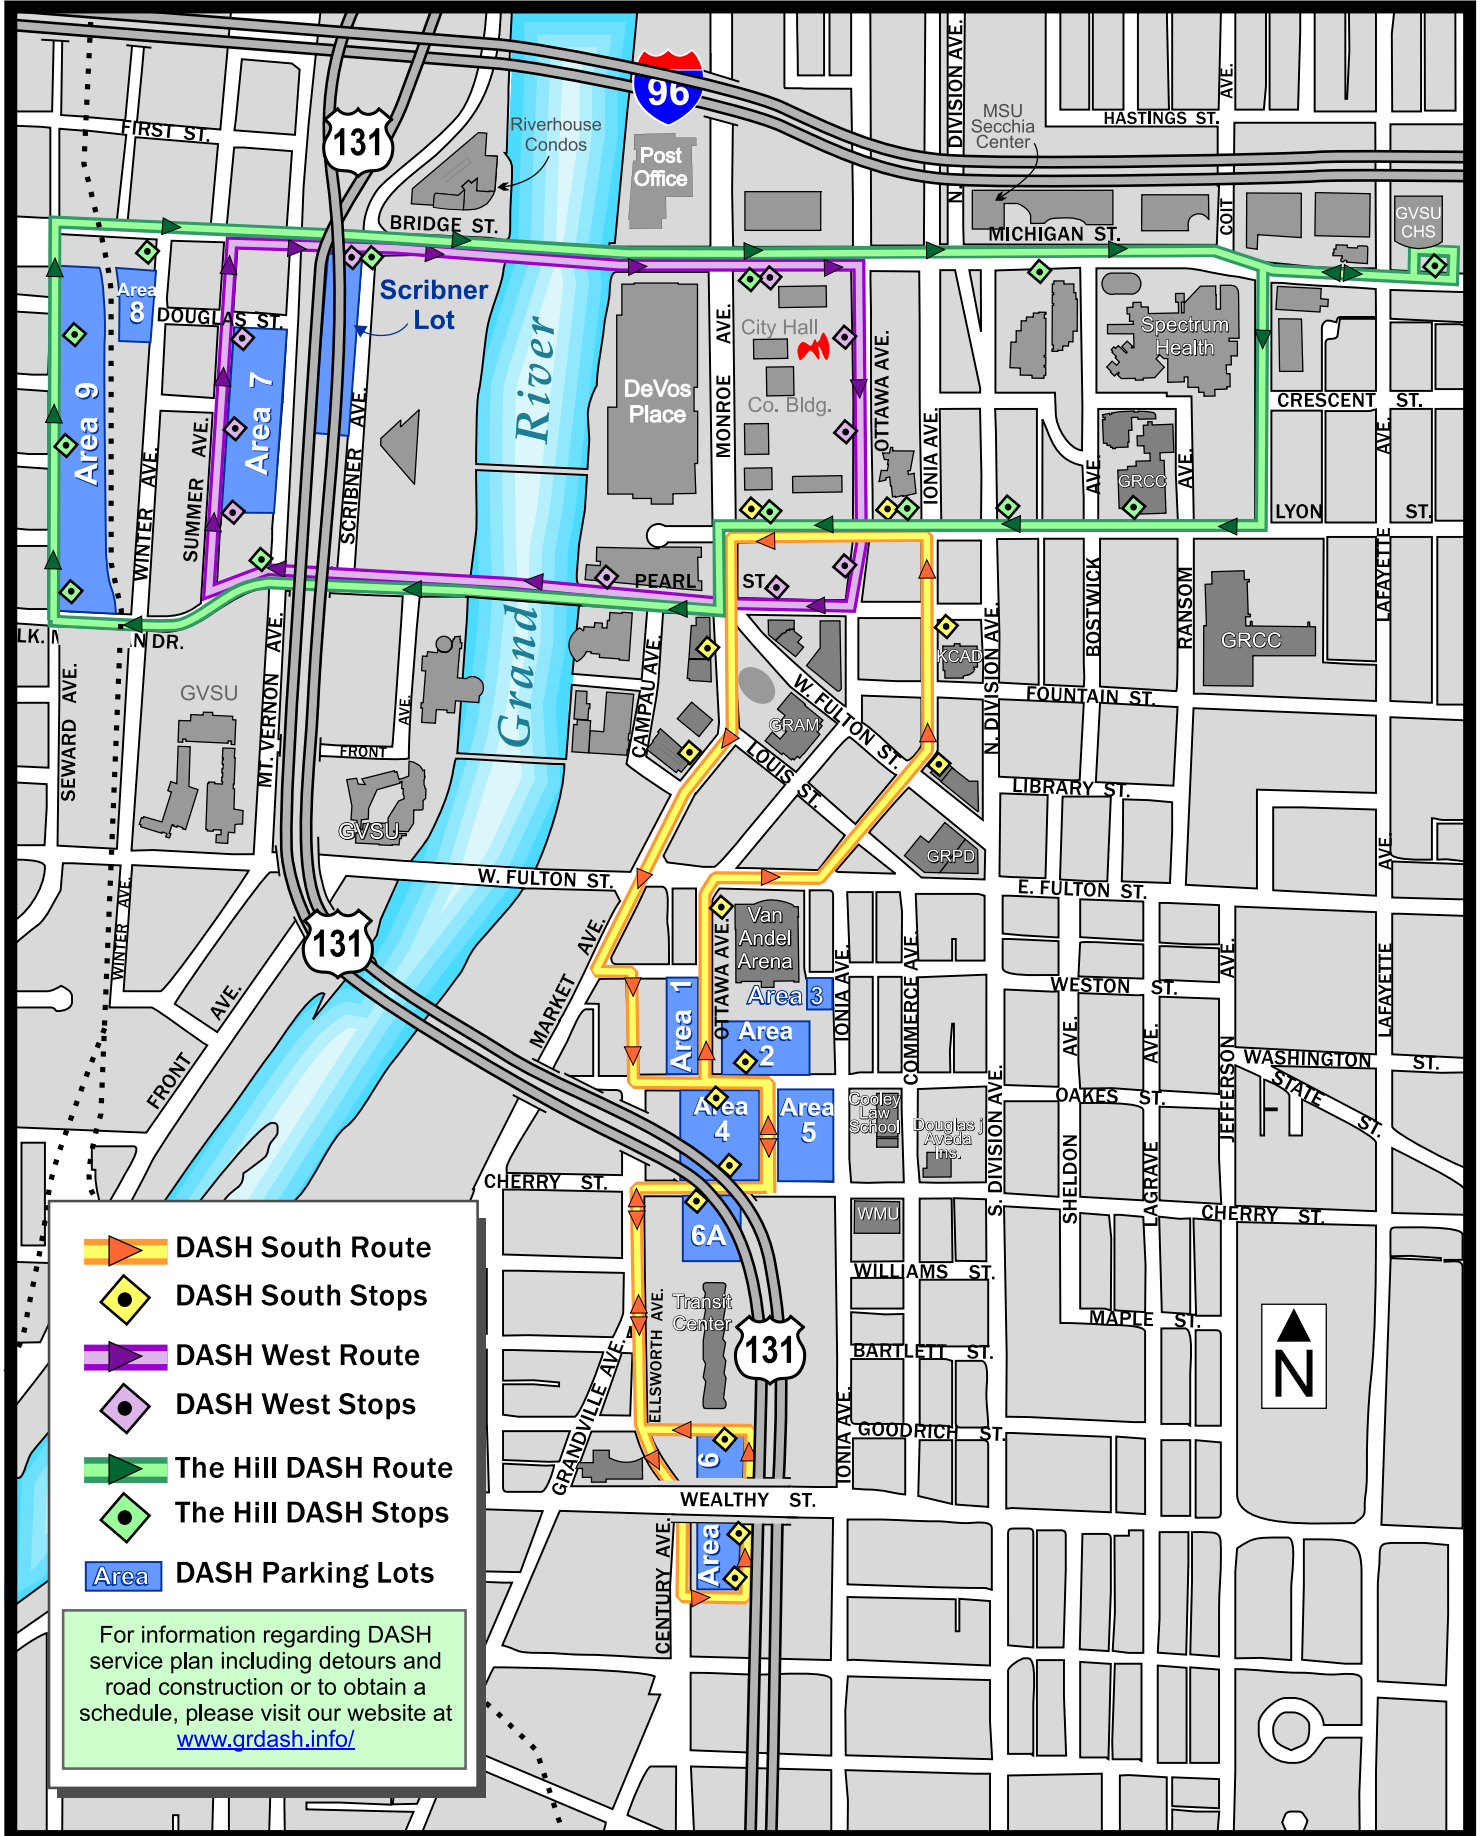 96
131
FIRST ST.
Riverhouse
Condos
Post
Office
N. DIVISION AVE.
MSU
Secchia
Center
AVE.
HASTINGS ST.
BRIDGE ST.
MICHIGAN ST.
COIT
GVSU
CHS
Area
8
DOUGLAS ST.
Scribner
Lot
River
Grand
DeVos
Place
MONROE AVE.
City Hall
Co. Bldg.
OTTAWA AVE.
IONIA AVE.
Spectrum
Health
CRESCENT ST.
Area 9
Area 7
WINTER AVE.
SUMMER AVE.
SCRIBNER AVE.
GRCC
AVE.
AVE.
AVE.
LYON ST.
PEARL ST.
LAFAYETTE
BOSTWICK
RANSOM
GRCC
N DR.
SEWARD AVE.
GVSU
MT. VERNON AVE.
AVE.
FRONT
GVSU
CAMPAU AVE.
GRAM
W. FULTON ST.
LOUIS ST.
KCAD
N. DIVISION AVE.
FOUNTAIN ST.
LIBRARY ST.
GRPD
W. FULTON ST.
E. FULTON ST.
AVE.
WINTER AVE.
131
FRONT AVE.
MARKET AVE.
Van
Andel
Arena
Area 3
Area 1
OTTAWA AVE.
Area
2
IONIA AVE.
COMMERCE AVE.
WESTON ST.
AVE.
AVE.
AVE.
LAFAYETTE
WASHINGTON ST.
STATE ST.
OAKES ST.
JEFFERSON
Area
4
Area
5
Cooley
Law
School
Douglas j
Aveda
Ins.
S. DIVISION AVE.
SHELDON
LAGRAVE
CHERRY ST.
CHERRY ST.
6A
WMU
WILLIAMS ST.
MAPLE ST.
BARTLETT ST.
Transit
Center
131
ELLSWORTH AVE.
GRANDVILLE AVE.
IONIA AVE.
GOODRICH ST.
6
WEALTHY ST.
Area
CENTURY AVE.
N
DASH South Route
DASH South Stops
DASH West Route
DASH West Stops
The Hill DASH Route
The Hill DASH Stops
Area
DASH Parking Lots
For information regarding DASH
service plan including detours and
road construction or to obtain a
schedule, please visit our website at
www.grdash.info/